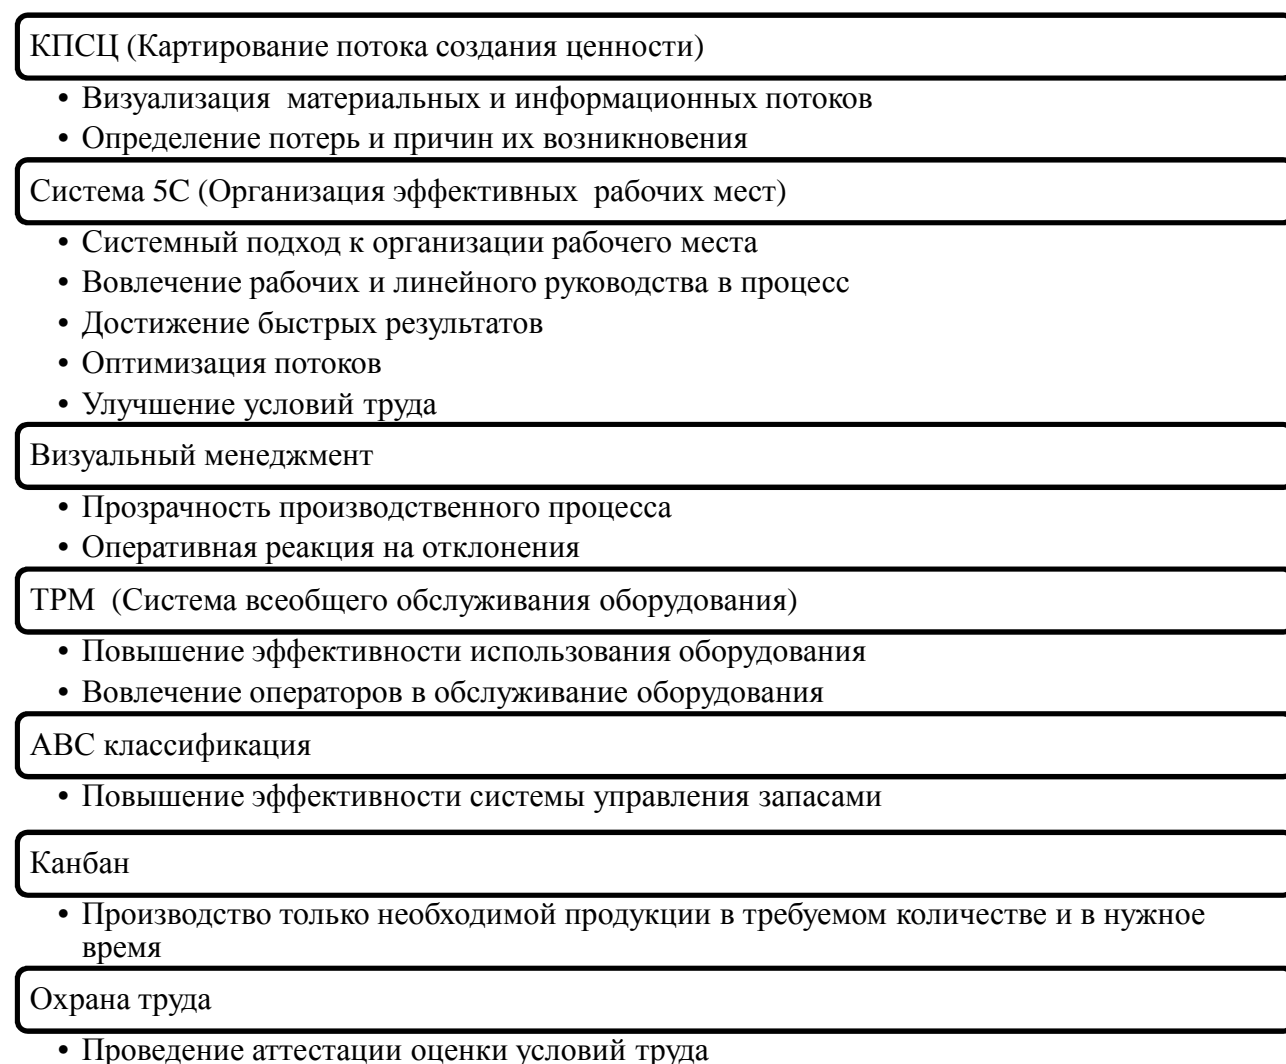 КПСЦ (Картирование потока создания ценности)
• Визуализация материальных и информационных потоков
• Определение потерь и причин их возникновения
Система 5С (Организация эффективных рабочих мест)
• Системный подход к организации рабочего места
• Вовлечение рабочих и линейного руководства в процесс
• Достижение быстрых результатов
• Оптимизация потоков
• Улучшение условий труда
Визуальный менеджмент
• Прозрачность производственного процесса
• Оперативная реакция на отклонения
ТРМ (Система всеобщего обслуживания оборудования)
• Повышение эффективности использования оборудования
• Вовлечение операторов в обслуживание оборудования
АВС классификация
• Повышение эффективности системы управления запасами
Канбан
• Производство только необходимой продукции в требуемом количестве и в нужное
время
Охрана труда
• Проведение аттестации оценки условий труда